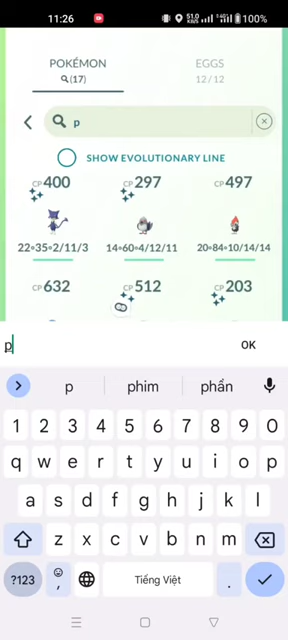 11:26 51.0 KB/S 4.5G 100%
POKÉMON EGGS
(17) 12/12
p
SHOW EVOLUTIONARY LINE
CP400 CP297 CP497
22=35=2/11/3 14=60=4/12/11 20=84=10/14/14
CP632 CP512 CP203
p OK
p phim phần
1 2 3 4 5 6 7 8 9 0
q w e r t y u i o p
a s d f g h j k l
z x c v b n m
?123 , Tiếng Việt .